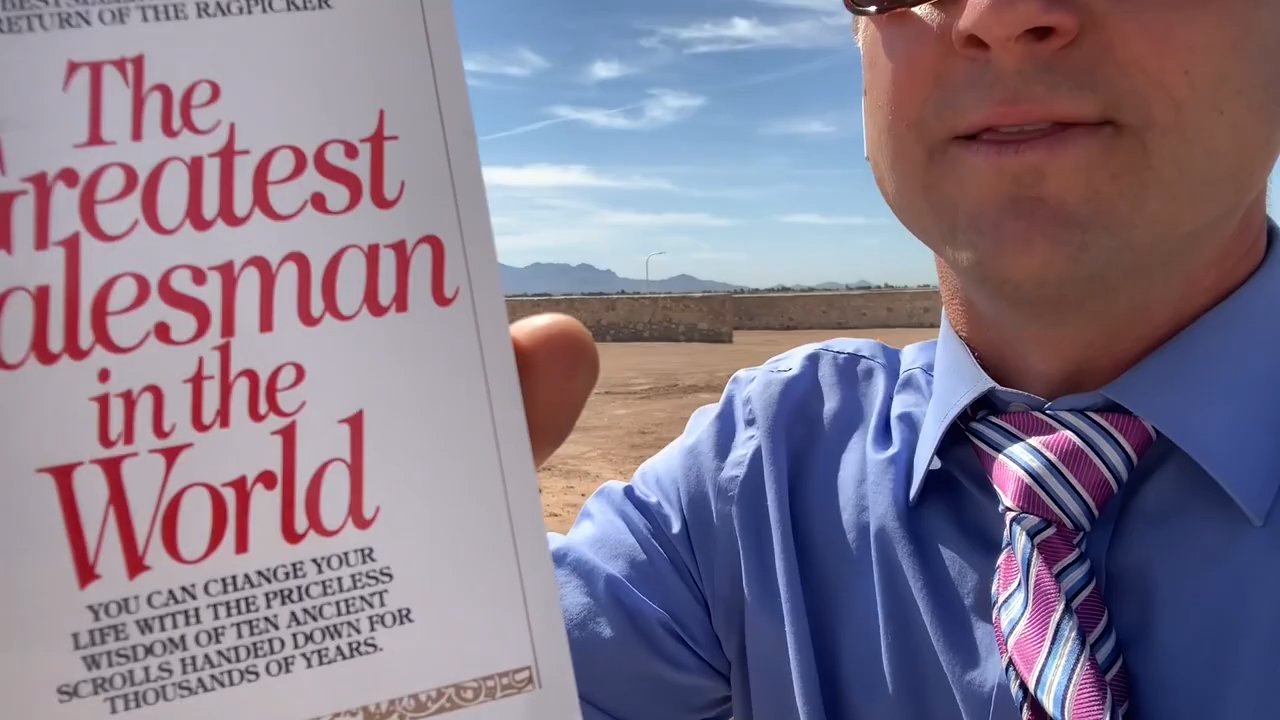 RETURN OF THE RAGPICKER
The
Greatest
alesman
in the
World
YOU CAN CHANGE YOUR
LIFE WITH THE PRICELESS
WISDOM OF TEN ANCIENT
SCROLLS HANDED DOWN FOR
THOUSANDS OF YEARS.